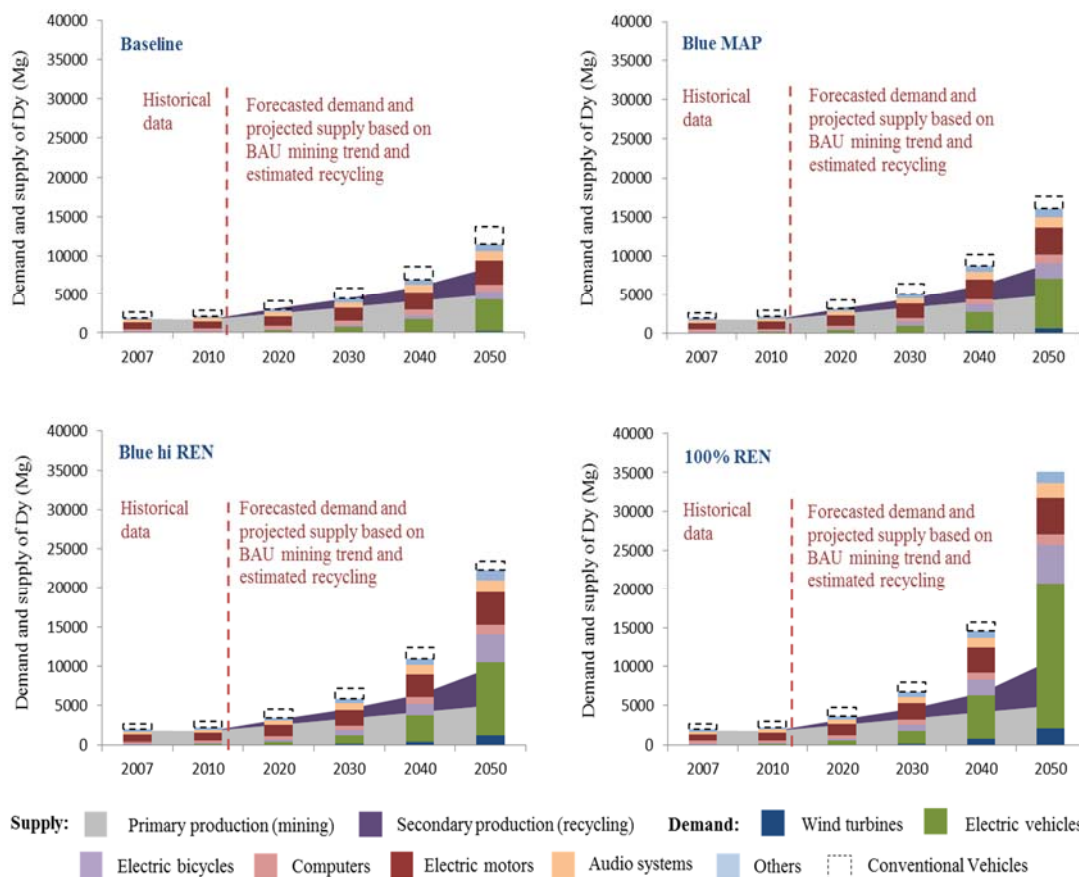 Demand and supply of Dy (Mg)
40000
35000
30000
25000
20000
15000
10000
5000
0
Baseline
Historical
data
Forecasted demand and
projected supply based on
BAU mining trend and
estimated recycling
2007 2010 2020 2030 2040 2050
Demand and supply of Dy (Mg)
40000
35000
30000
25000
20000
15000
10000
5000
0
Blue MAP
Historical
data
Forecasted demand and
projected supply based on
BAU mining trend and
estimated recycling
2007 2010 2020 2030 2040 2050
Demand and supply of Dy (Mg)
40000
35000
30000
25000
20000
15000
10000
5000
0
Blue hi REN
Historical
data
Forecasted demand and
projected supply based on
BAU mining trend and
estimated recycling
2007 2010 2020 2030 2040 2050
Demand and supply of Dy (Mg)
40000
35000
30000
25000
20000
15000
10000
5000
0
100% REN
Historical
data
Forecasted demand and
projected supply based on
BAU mining trend and
estimated recycling
2007 2010 2020 2030 2040 2050
Supply: Primary production (mining) Secondary production (recycling) Demand: Wind turbines Electric vehicles
Electric bicycles Computers Electric motors Audio systems Others Conventional Vehicles